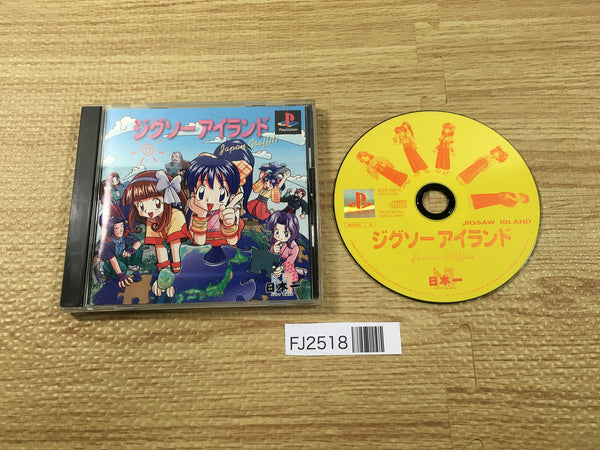 ジグソーアイランド
Japan Graffiti
PlayStation
日本一
FJ2518
JIGSAW ISLAND
NTSC J
ジグソーアイランド
Japan Graffiti
日本一